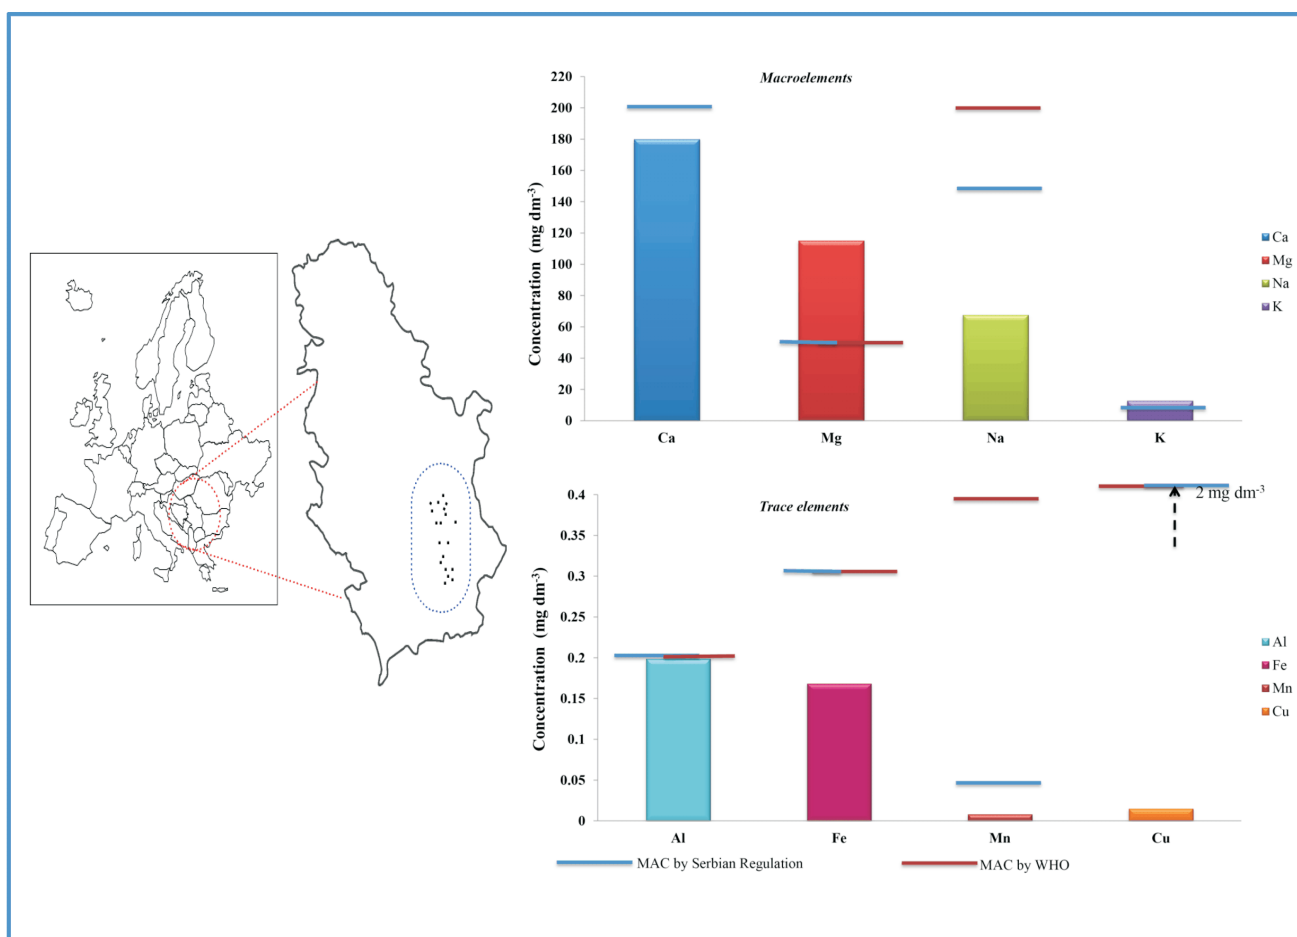 Macroelements
Concentration (mg dm-3)
220
200
180
160
140
120
100
80
60
40
20
0
Ca
Mg
Na
K
Ca
Mg
Na
K
Trace elements
Concentration (mg dm-3)
0.4
0.3
0.25
0.2
0.15
0.1
0.05
0
2 mg dm-3
Al
Fe
Mn
Cu
Al
Fe
Mn
Cu
MAC by Serbian Regulation
MAC by WHO